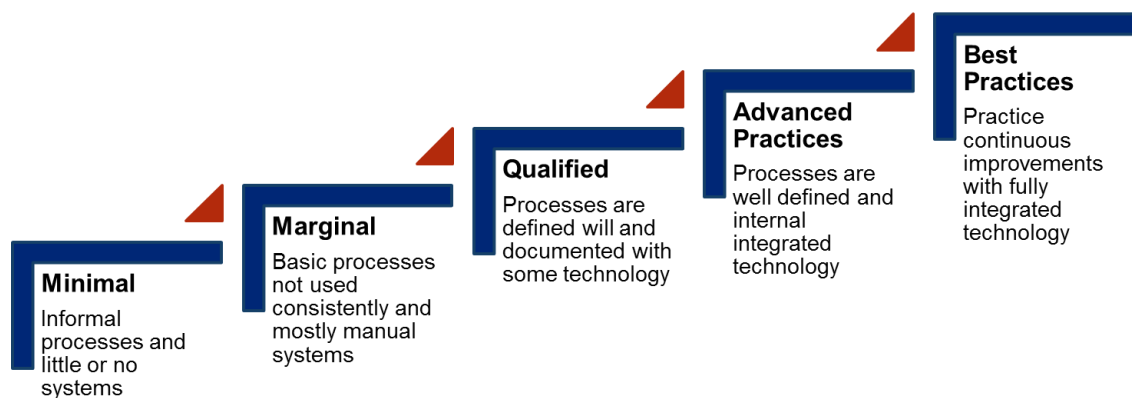 Minimal
Informal
processes and
little or no
systems
Marginal
Basic processes
not used
consistently and
mostly manual
systems
Qualified
Processes are
defined will and
documented with
some technology
Advanced
Practices
Processes are
well defined and
internal
integrated
technology
Best
Practices
Practice
continuous
improvements
with fully
integrated
technology